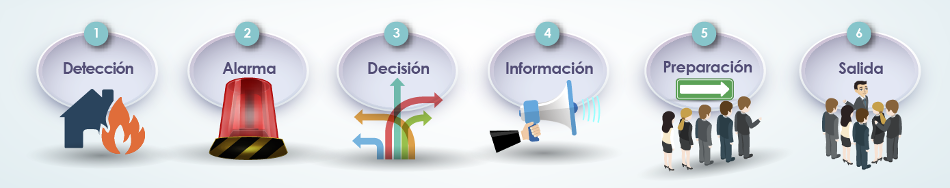 1
Detección
2
Alarma
3
Decisión
4
Información
5
Preparación
6
Salida